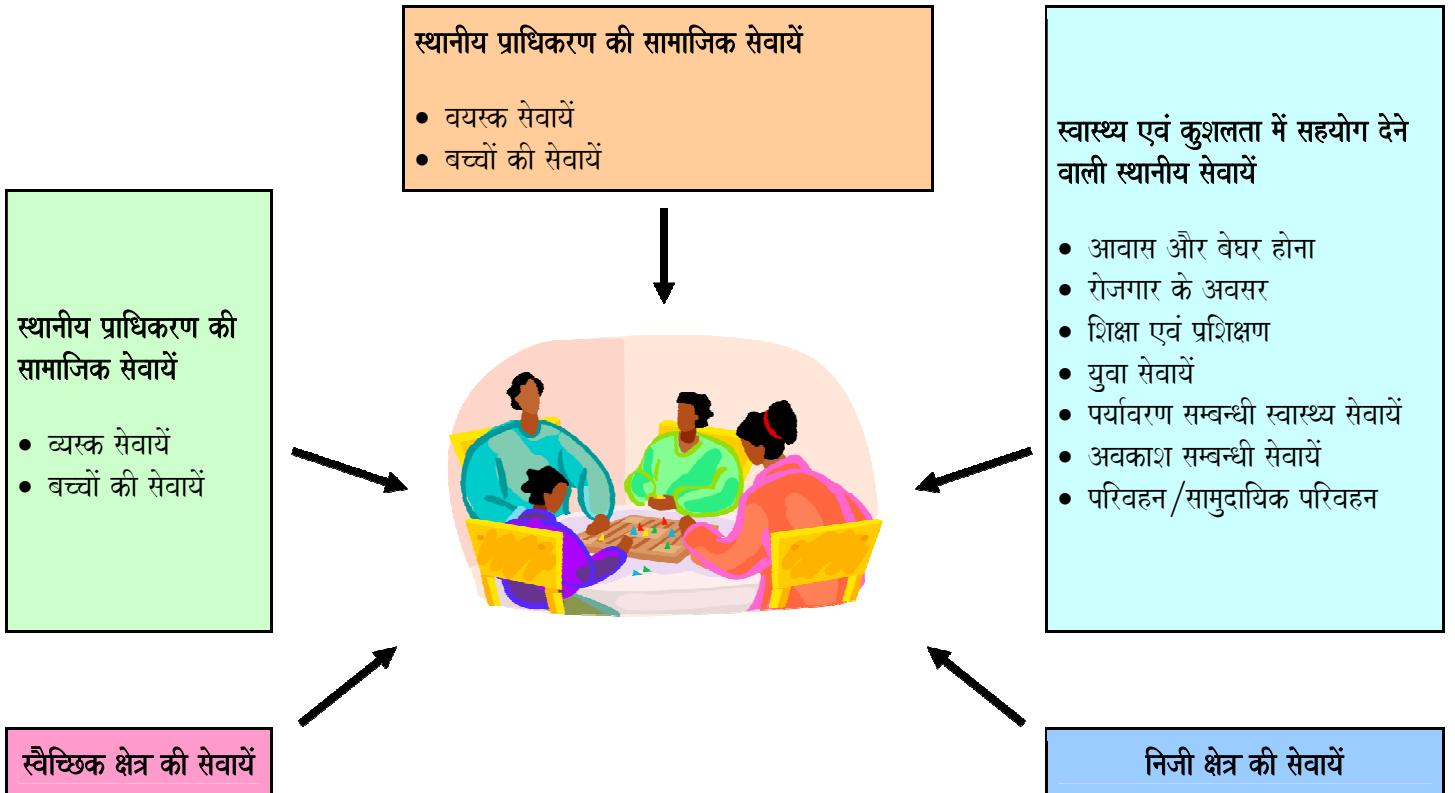 स्थानीय प्राधिकरण की सामाजिक सेवायें
• वयस्क सेवायें
• बच्चों की सेवायें
स्थानीय प्राधिकरण की
सामाजिक सेवायें
• व्यस्क सेवायें
• बच्चों की सेवायें
स्वास्थ्य एवं कुशलता में सहयोग देने
वाली स्थानीय सेवायें
• आवास और बेघर होना
• रोजगार के अवसर
• शिक्षा एवं प्रशिक्षण
• युवा सेवायें
• पर्यावरण सम्बन्धी स्वास्थ्य सेवायें
• अवकाश सम्बन्धी सेवायें
• परिवहन/सामुदायिक परिवहन
स्वैच्छिक क्षेत्र की सेवायें
निजी क्षेत्र की सेवायें